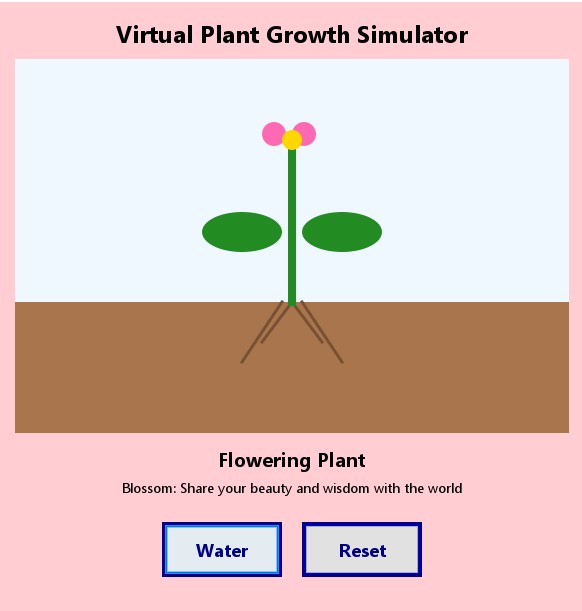 Virtual Plant Growth Simulator
Flowering Plant
Blossom: Share your beauty and wisdom with the world
Water
Reset